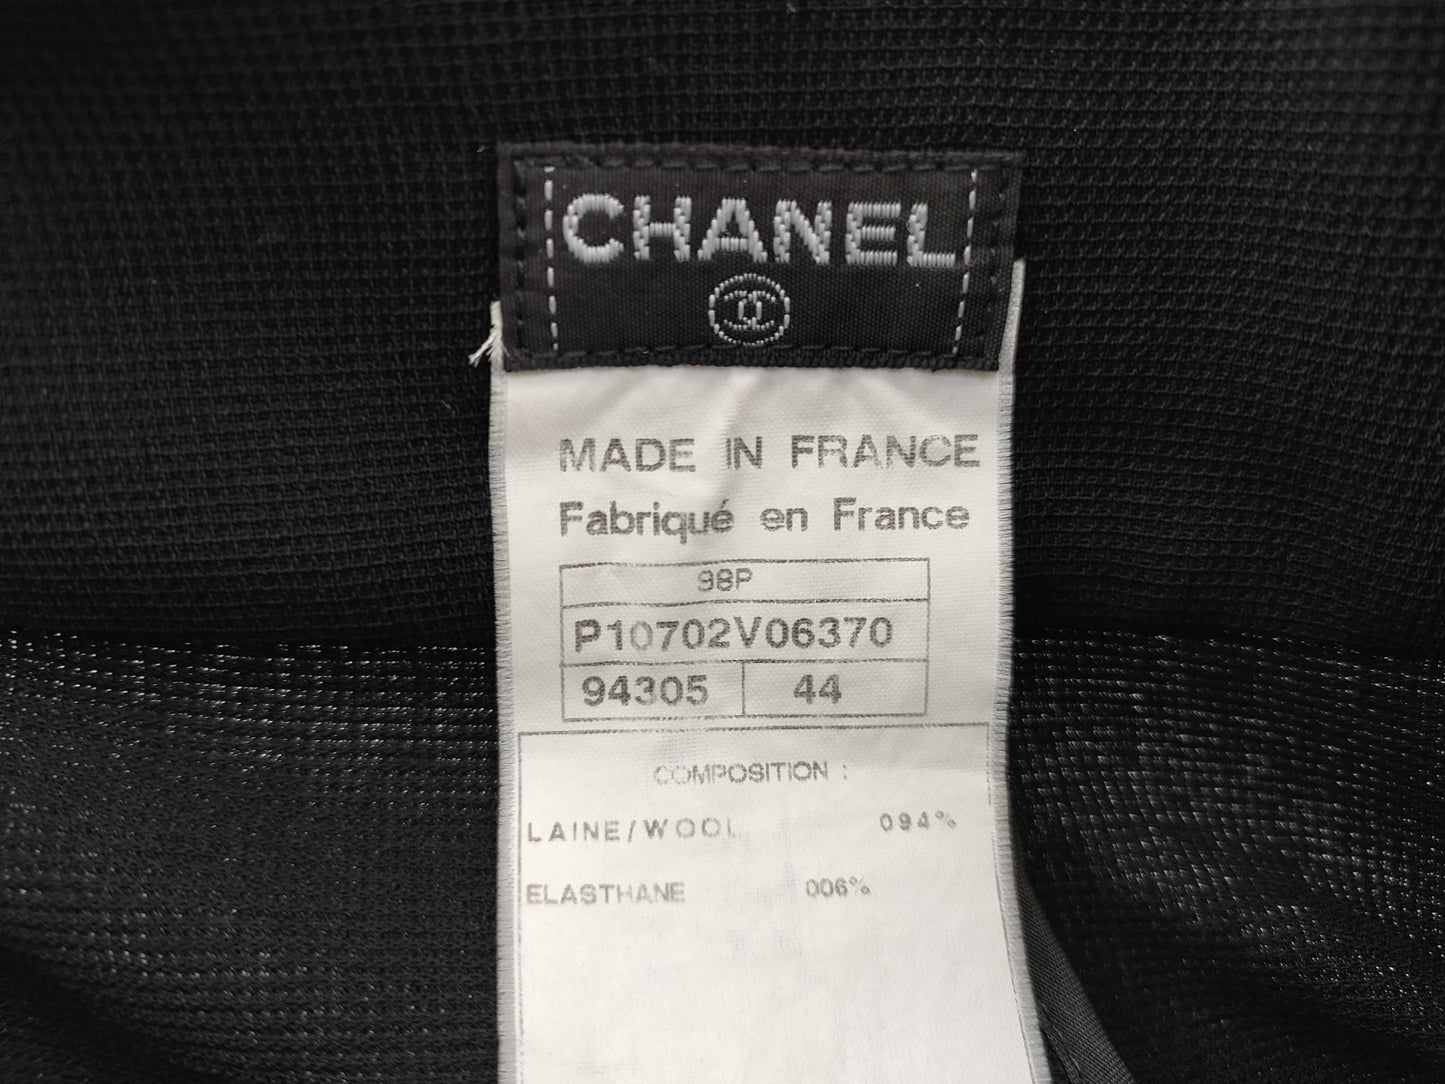 CHANEL
MADE IN FRANCE
Fabriqué en France
98P
P10702V06370
94305 44
COMPOSITION :
LAINE/WOOL 094%
ELASTHANE 006%